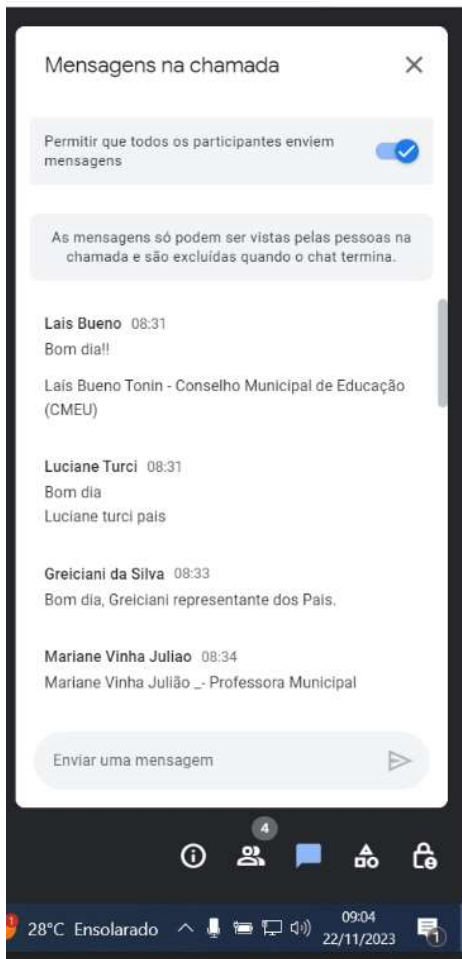 Mensagens na chamada
Permitir que todos os participantes enviem
mensagens
As mensagens só podem ser vistas pelas pessoas na
chamada e são excluídas quando o chat termina.
Lais Bueno 08:31
Bom dia!!
Laís Bueno Tonin - Conselho Municipal de Educação
(CMEU)
Luciane Turci 08:31
Bom dia
Luciane turci pais
Greiciani da Silva 08:33
Bom dia, Greiciani representante dos Pais.
Mariane Vinha Juliao 08:34
Mariane Vinha Julião _- Professora Municipal
Enviar uma mensagem
4
1
28°C Ensolarado
09:04
22/11/2023
1